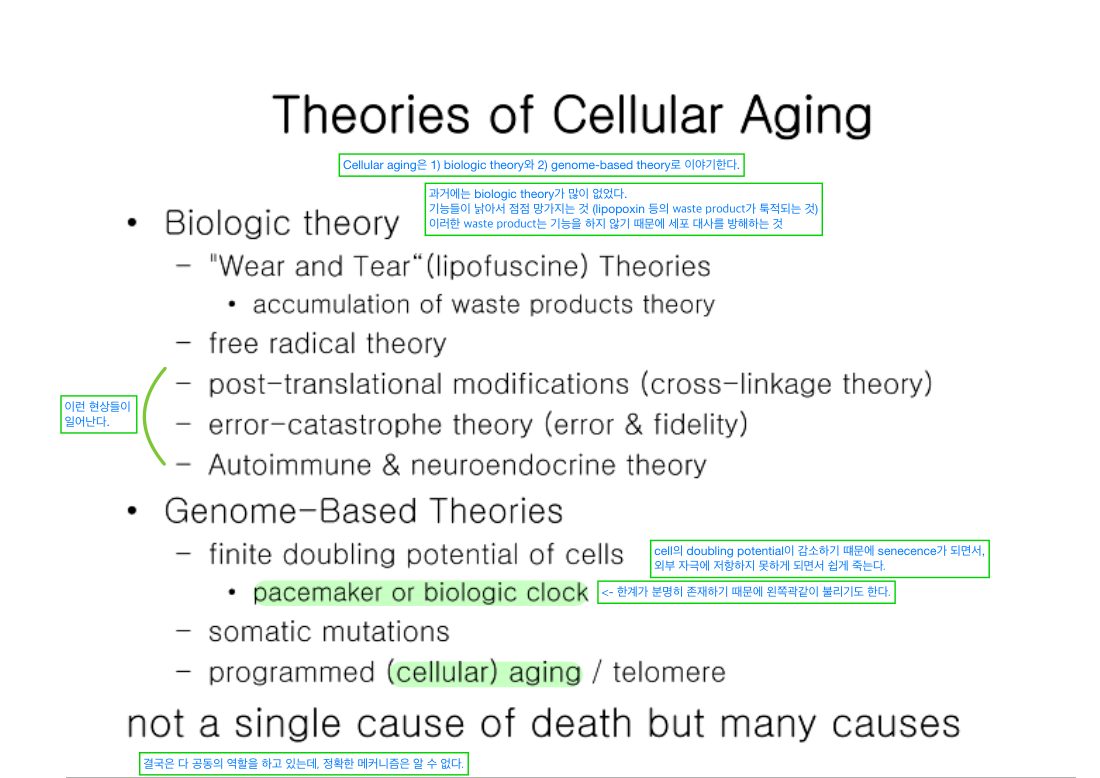 Theories of Cellular Aging
Cellular aging은 1) biologic theory와 2) genome-based theory로 이야기한다.
과거에는 biologic theory가 많이 없었다.
기능들이 낡아서 점점 망가지는 것 (lipopoxin 등의 waste product가 툭적되는 것)
이러한 waste product는 기능을 하지 않기 때문에 세포 대사를 방해하는 것
• Biologic theory
– "Wear and Tear“(lipofuscine) Theories
• accumulation of waste products theory
– free radical theory
– post-translational modifications (cross-linkage theory)
이런 현상들이
일어난다.
– error-catastrophe theory (error & fidelity)
– Autoimmune & neuroendocrine theory
• Genome-Based Theories
– finite doubling potential of cells
cell의 doubling potential이 감소하기 떄문에 senecence가 되면서,
외부 자극에 저항하지 못하게 되면서 쉽게 죽는다.
• pacemaker or biologic clock
<- 한계가 분명히 존재하기 때문에 왼쪽곽같이 불리기도 한다.
– somatic mutations
– programmed (cellular) aging / telomere
not a single cause of death but many causes
결국은 다 공동의 역할을 하고 있는데, 정확한 메커니즘은 알 수 없다.